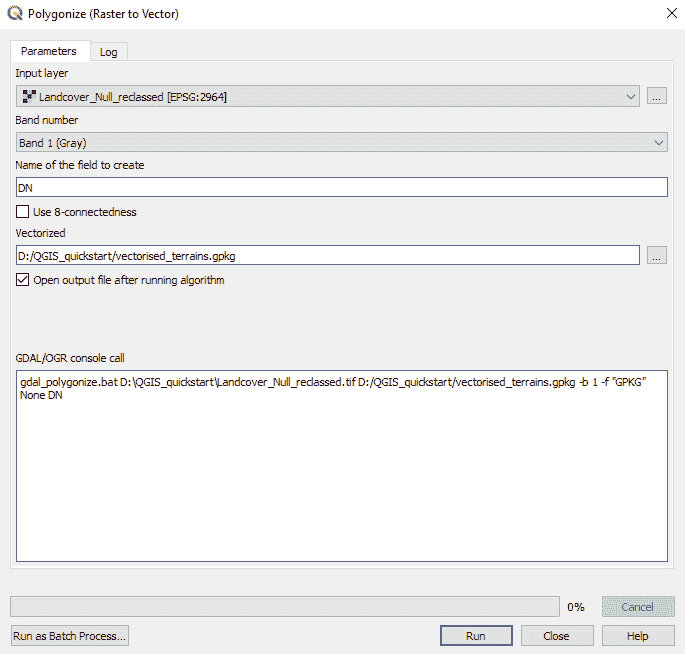 Polygonize (Raster to Vector)
Parameters
Log
Input layer
Landcover_Null_reclassed [EPSG:2964]
...
Band number
Band 1 (Gray)
Name of the field to create
DN
Use 8-connectedness
Vectorized
D:/QGIS_quickstart/vectorised_terrains.gpkg
...
Open output file after running algorithm
GDAL/OGR console call
gdal_polygonize.bat D:\QGIS_quickstart\Landcover_Null_reclassed.tif D:/QGIS_quickstart/vectorised_terrains.gpkg -b 1 -f "GPKG"
None DN
0%
Cancel
Run as Batch Process...
Run
Close
Help